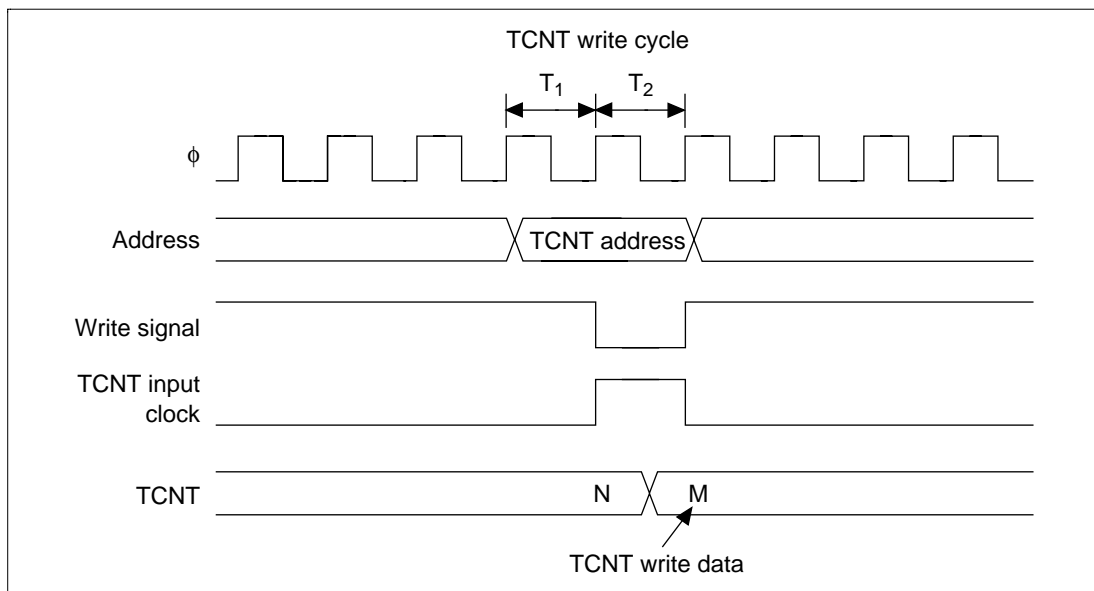 TCNT write cycle
T1 T2
ϕ
Address
TCNT address
Write signal
TCNT input
clock
TCNT
N M
TCNT write data